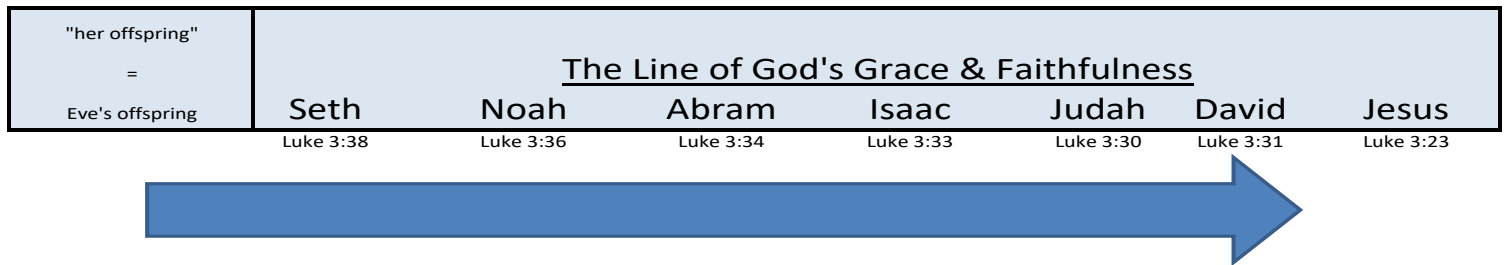 "her offspring"
=
Eve's offspring
The Line of God's Grace & Faithfulness
Seth Noah Abram Isaac Judah David Jesus
Luke 3:38 Luke 3:36 Luke 3:34 Luke 3:33 Luke 3:30 Luke 3:31 Luke 3:23